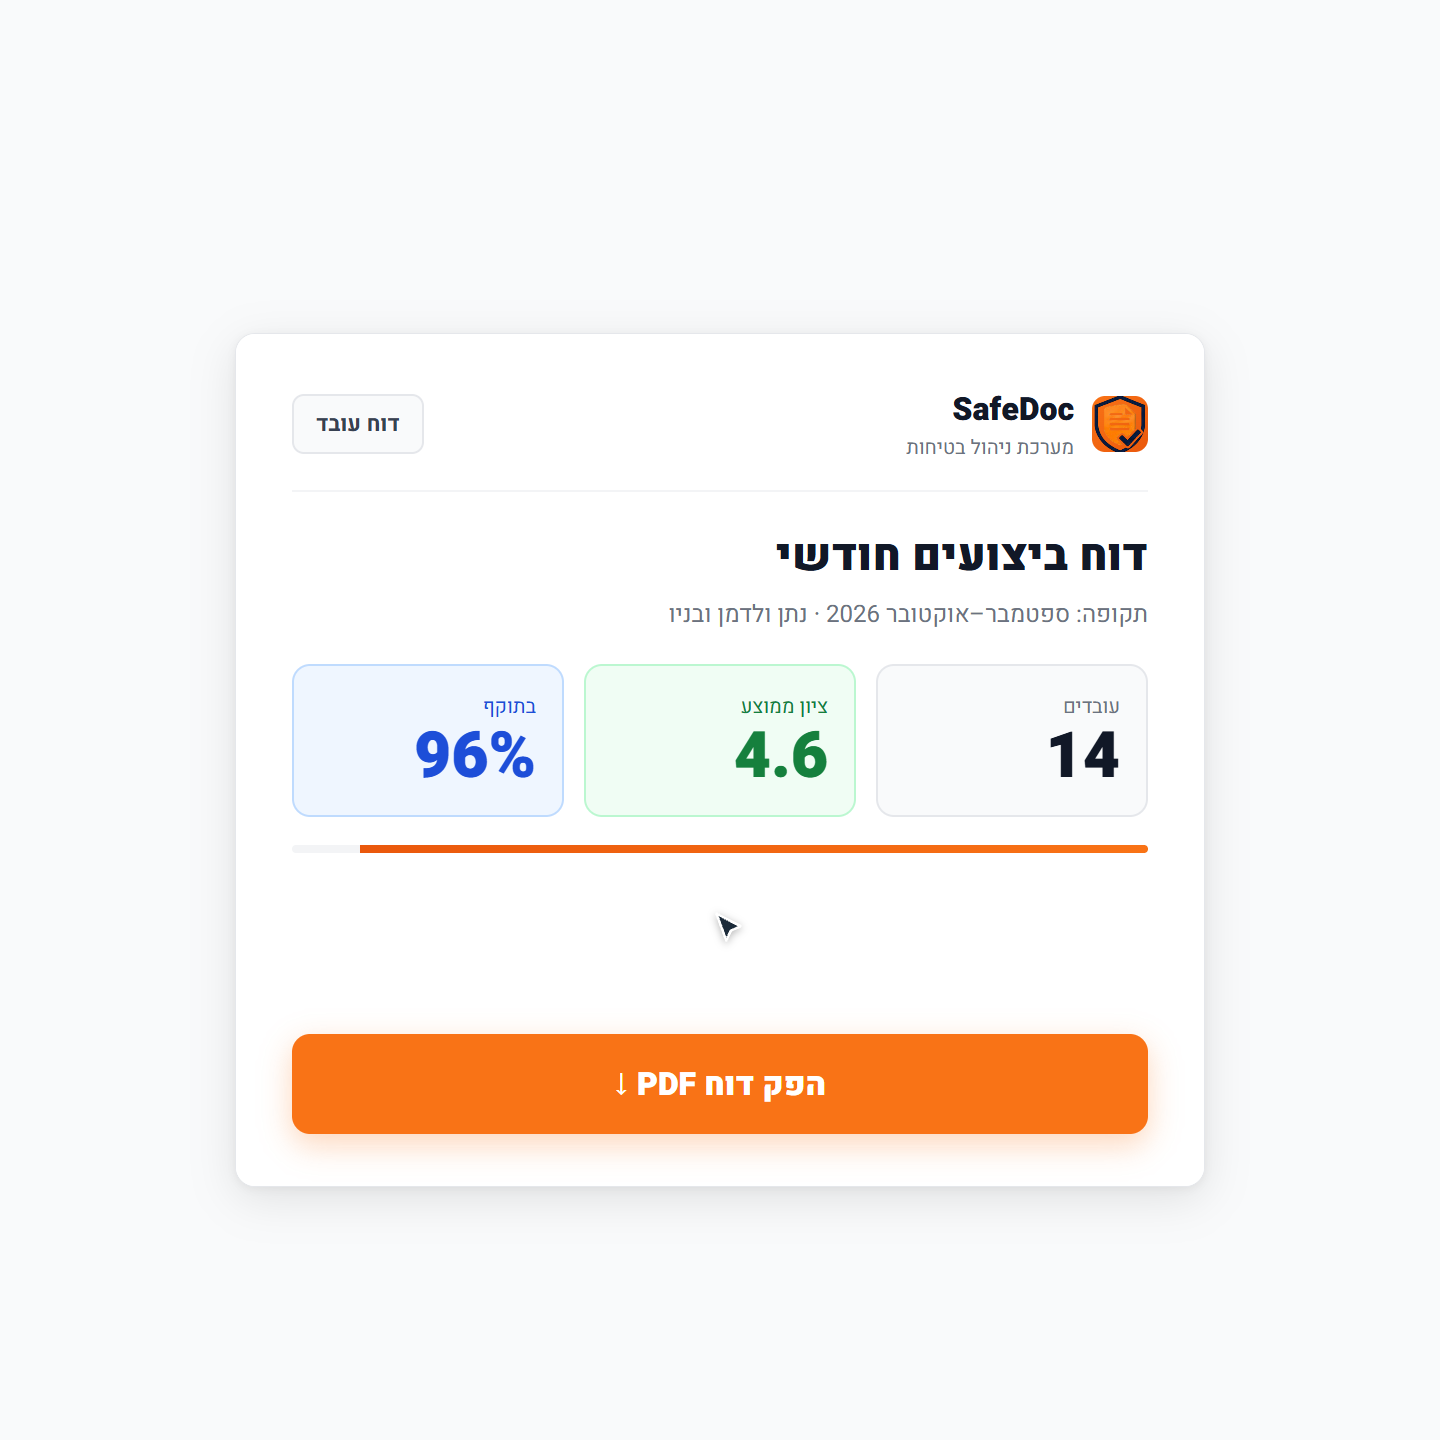 SafeDoc
מערכת ניהול בטיחות
דוח עובד
דוח ביצועים חודשי
תקופה: ספטמבר–אוקטובר 2026 · נתן ולדמן ובניו
עובדים
14
ציון ממוצע
4.6
בתוקף
96%
הפק דוח PDF ↓